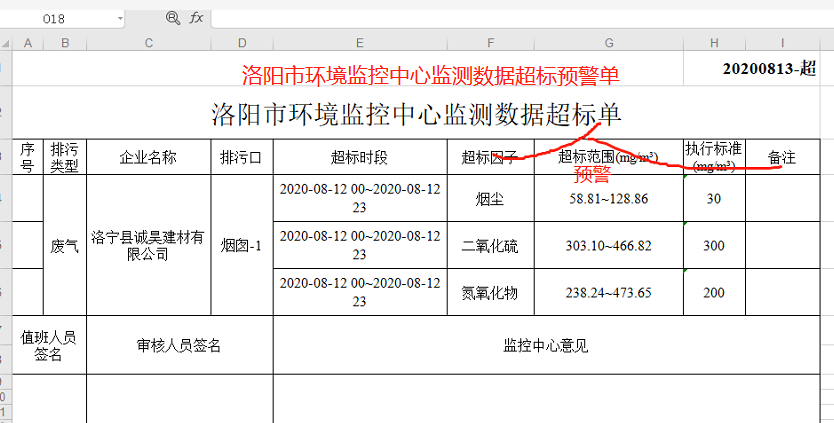 O18 fx
A B C D E F G H I
洛阳市环境监控中心监测数据超标预警单
20200813-超
洛阳市环境监控中心监测数据超标单
序号 排污类型 企业名称 排污口 超标时段 超标因子 超标范围(mg/m³) 执行标准(mg/m³) 备注
预警
废气 洛宁县诚昊建材有限公司 烟囱-1
2020-08-12 00~2020-08-12 23 烟尘 58.81~128.86 30
2020-08-12 00~2020-08-12 23 二氧化硫 303.10~466.82 300
2020-08-12 00~2020-08-12 23 氮氧化物 238.24~473.65 200
值班人员签名 审核人员签名 监控中心意见